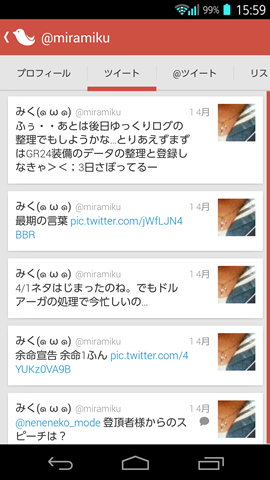 99% 15:59
@miramiku
プロフィール ツイート @ツイート リス
みく(๑ ω ๑) @miramiku 1 4月
ふぅ・・あとは後日ゆっくりログの
整理でもしようかな…とりあえずまず
はGR24装備のデータの整理と登録し
なきゃ＞＜；3日さぼってるー
みく(๑ ω ๑) @miramiku 1 4月
最期の言葉 pic.twitter.com/jWfLJN4
BBR
みく(๑ ω ๑) @miramiku 1 4月
4/1ネタはじまったのね。でもドル
アーガの処理で今忙しいの…
みく(๑ ω ๑) @miramiku 1 4月
余命宣告 余命1ふん pic.twitter.com/4
YUKz0VA9B
みく(๑ ω ๑) @miramiku 1 4月
@neneneko_mode 登頂者様からのス
ピーチは？